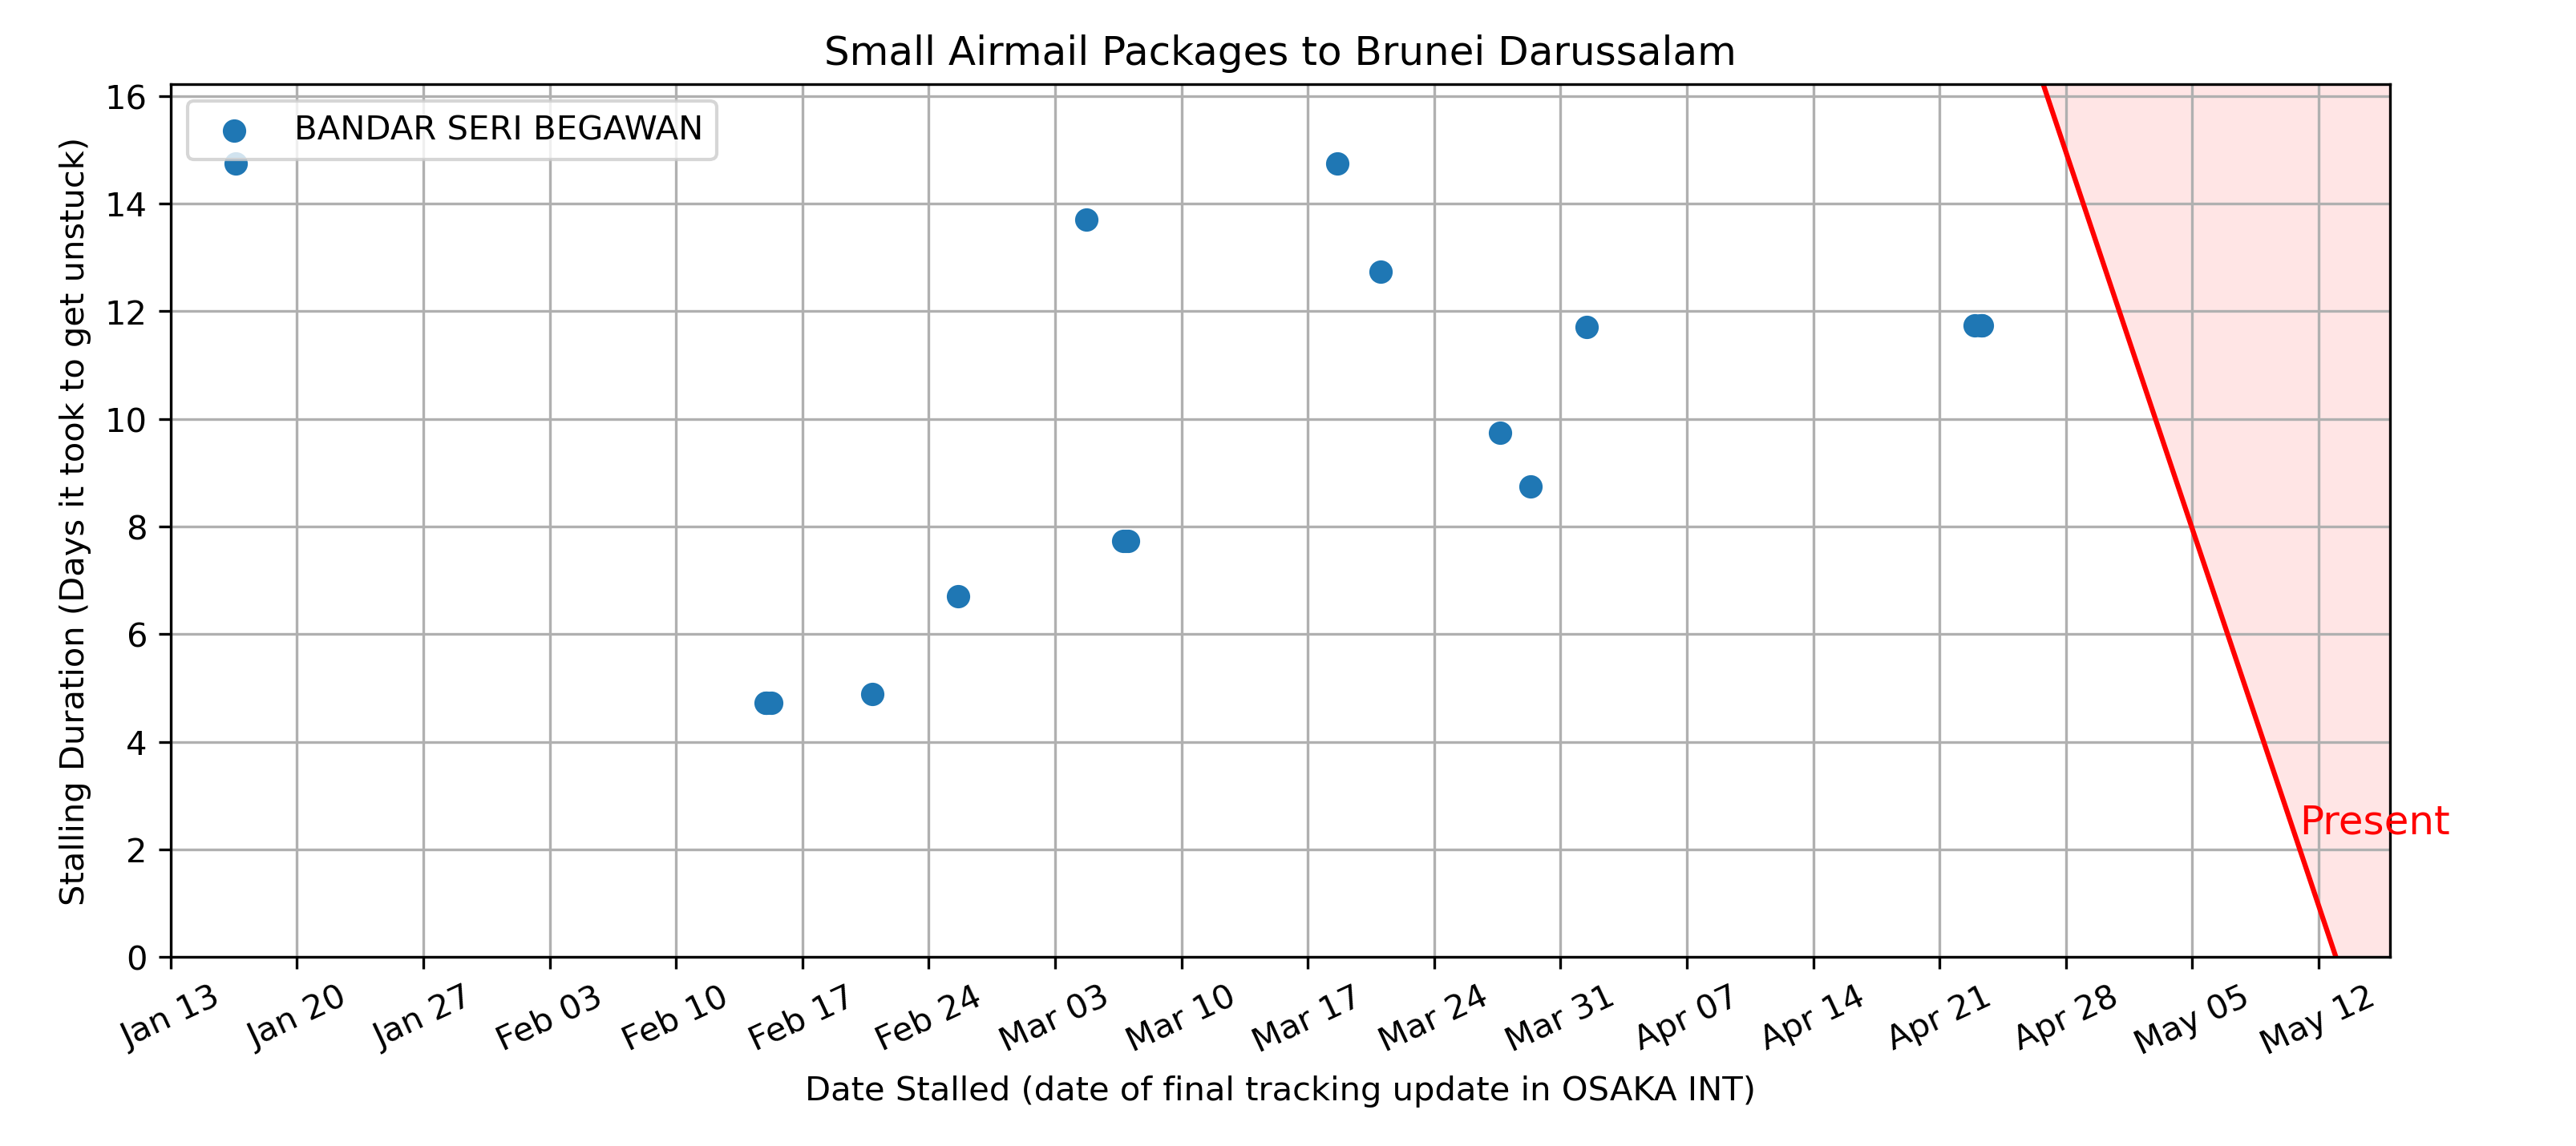 Small Airmail Packages to Brunei Darussalam
BANDAR SERI BEGAWAN
Stalling Duration (Days it took to get unstuck)
16
14
12
10
8
6
4
2
0
Present
Jan 13
Jan 20
Jan 27
Feb 03
Feb 10
Feb 17
Feb 24
Mar 03
Mar 10
Mar 17
Mar 24
Mar 31
Apr 07
Apr 14
Apr 21
Apr 28
May 05
May 12
Date Stalled (date of final tracking update in OSAKA INT)